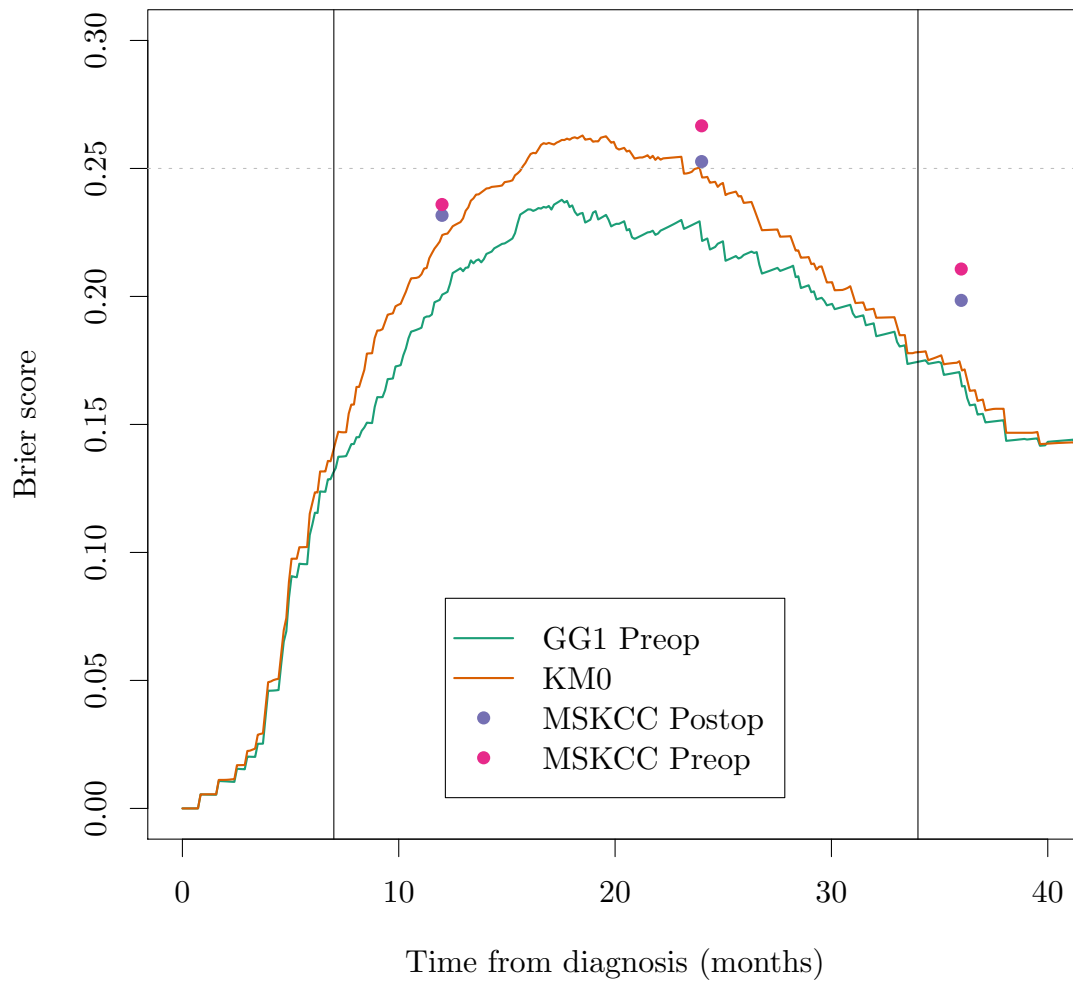 0.30
0.25
0.20
0.15
0.10
0.05
0.00
Brier score
GG1 Preop
KM0
MSKCC Postop
MSKCC Preop
0 10 20 30 40
Time from diagnosis (months)